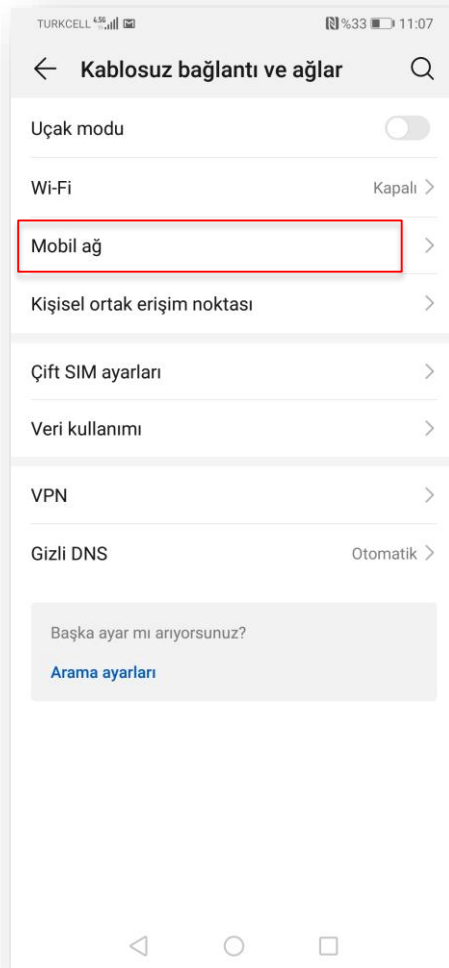 TURKCELL 4.5G %33 11:07
Kablosuz bağlantı ve ağlar
Uçak modu
Wi-Fi Kapalı
Mobil ağ
Kişisel ortak erişim noktası
Çift SIM ayarları
Veri kullanımı
VPN
Gizli DNS Otomatik
Başka ayar mı arıyorsunuz?
Arama ayarları